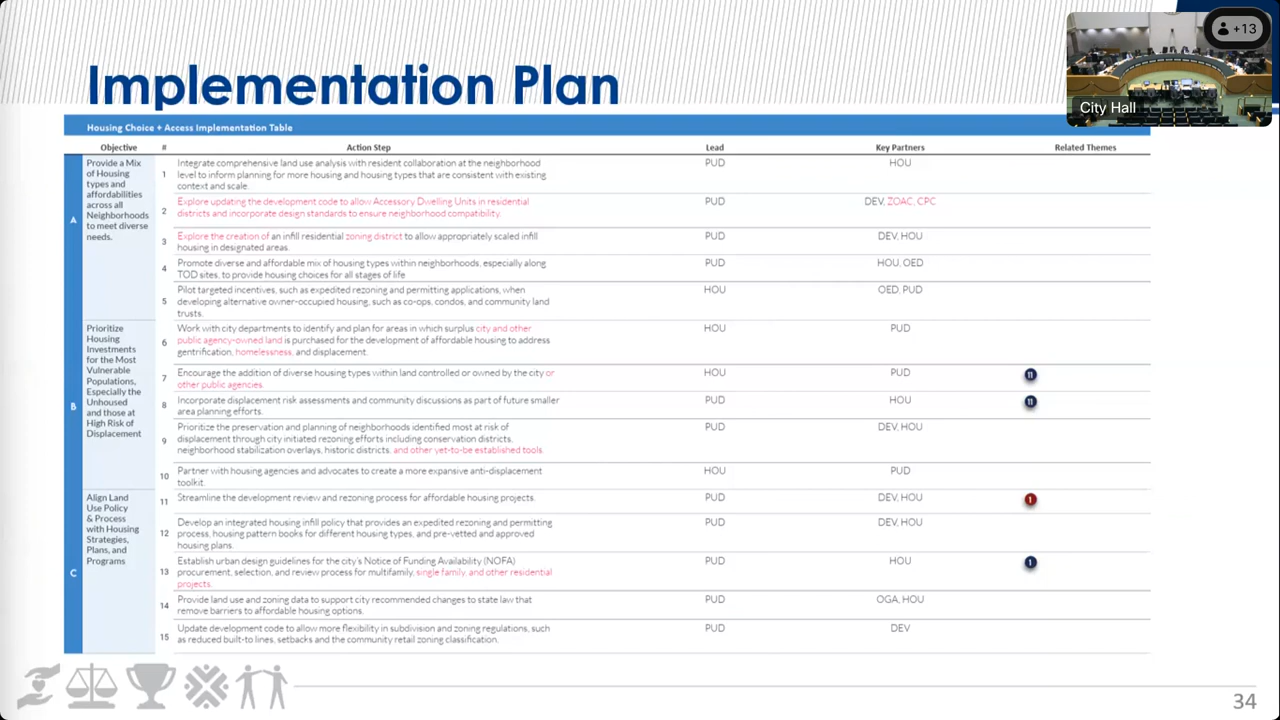 Implementation Plan
+13
City Hall
Housing Choice + Access Implementation Table
Objective # Action Step Lead Key Partners Related Themes
A
Provide a Mix
of Housing
types and
affordabilities
across all
Neighborhoods
to meet diverse
needs.
1 Integrate comprehensive land use analysis with resident collaboration at the neighborhood
level to inform planning for more housing and housing types that are consistent with existing
context and scale.
PUD HOU
2 Explore updating the development code to allow Accessory Dwelling Units in residential
districts and incorporate design standards to ensure neighborhood compatibility.
PUD DEV, ZOAC, CPC
3 Explore the creation of an infill residential zoning district to allow appropriately scaled infill
housing in designated areas.
PUD DEV, HOU
4 Promote diverse and affordable mix of housing types within neighborhoods, especially along
TOD sites, to provide housing choices for all stages of life
PUD HOU, OED
5 Pilot targeted incentives, such as expedited rezoning and permitting applications, when
developing alternative owner-occupied housing, such as co-ops, condos, and community land
trusts.
HOU OED, PUD
B
Prioritize
Housing
Investments
for the Most
Vulnerable
Populations,
Especially the
Unhoused
and those at
High Risk of
Displacement
6 Work with city departments to identify and plan for areas in which surplus city and other
public agency-owned land is purchased for the development of affordable housing to address
gentrification, homelessness, and displacement.
HOU PUD
7 Encourage the addition of diverse housing types within land controlled or owned by the city or
other public agencies.
HOU PUD 11
8 Incorporate displacement risk assessments and community discussions as part of future smaller
area planning efforts.
PUD HOU 11
9 Prioritize the preservation and planning of neighborhoods identified most at risk of
displacement through city initiated rezoning efforts including conservation districts,
neighborhood stabilization overlays, historic districts, and other yet-to-be established tools.
PUD DEV, HOU
10 Partner with housing agencies and advocates to create a more expansive anti-displacement
toolkit.
HOU PUD
C
Align Land
Use Policy
& Process
with Housing
Strategies,
Plans, and
Programs
11 Streamline the development review and rezoning process for affordable housing projects.
PUD DEV, HOU 1
12 Develop an integrated housing infill policy that provides an expedited rezoning and permitting
process, housing pattern books for different housing types, and pre-vetted and approved
housing plans.
PUD DEV, HOU
13 Establish urban design guidelines for the city's Notice of Funding Availability (NOFA)
procurement, selection, and review process for multifamily, single family, and other residential
projects.
PUD HOU 1
14 Provide land use and zoning data to support city recommended changes to state law that
remove barriers to affordable housing options.
PUD OGA, HOU
15 Update development code to allow more flexibility in subdivision and zoning regulations, such
as reduced built-to lines, setbacks and the community retail zoning classification.
PUD DEV
34